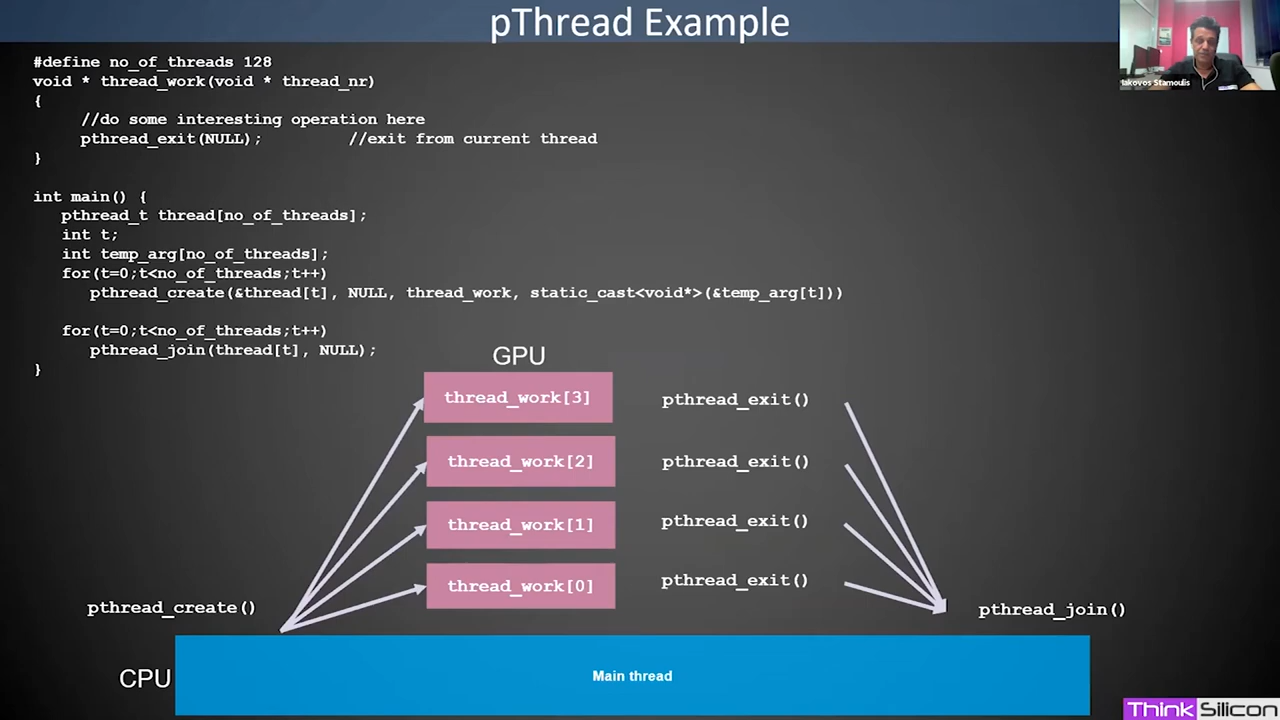 pThread Example
Iakovos Stamoulis
#define no_of_threads 128
void * thread_work(void * thread_nr)
{
//do some interesting operation here
pthread_exit(NULL); //exit from current thread
}
int main() {
pthread_t thread[no_of_threads];
int t;
int temp_arg[no_of_threads];
for(t=0;t<no_of_threads;t++)
pthread_create(&thread[t], NULL, thread_work, static_cast<void*>(&temp_arg[t]))
for(t=0;t<no_of_threads;t++)
pthread_join(thread[t], NULL);
}
GPU
thread_work[3] pthread_exit()
thread_work[2] pthread_exit()
thread_work[1] pthread_exit()
thread_work[0] pthread_exit()
pthread_create() pthread_join()
CPU Main thread
Think Silicon